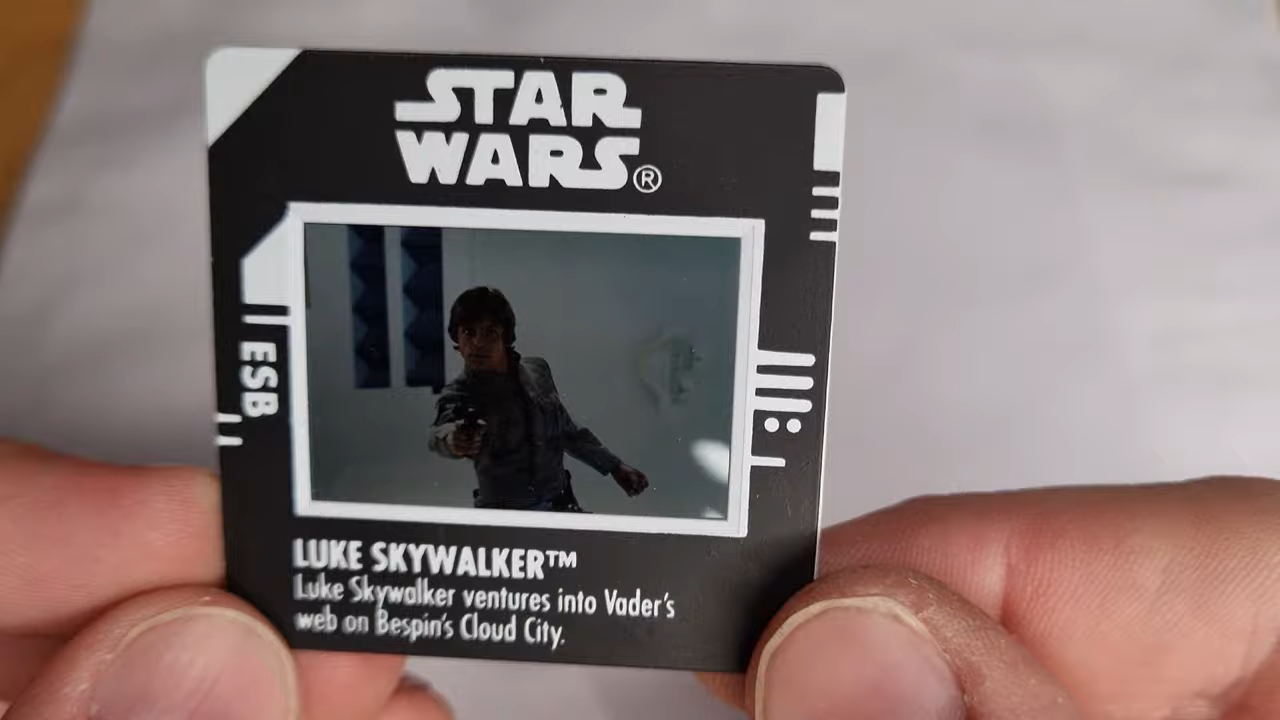 STAR
WARS®
ESB
LUKE SKYWALKER™
Luke Skywalker ventures into Vader's
web on Bespin's Cloud City.